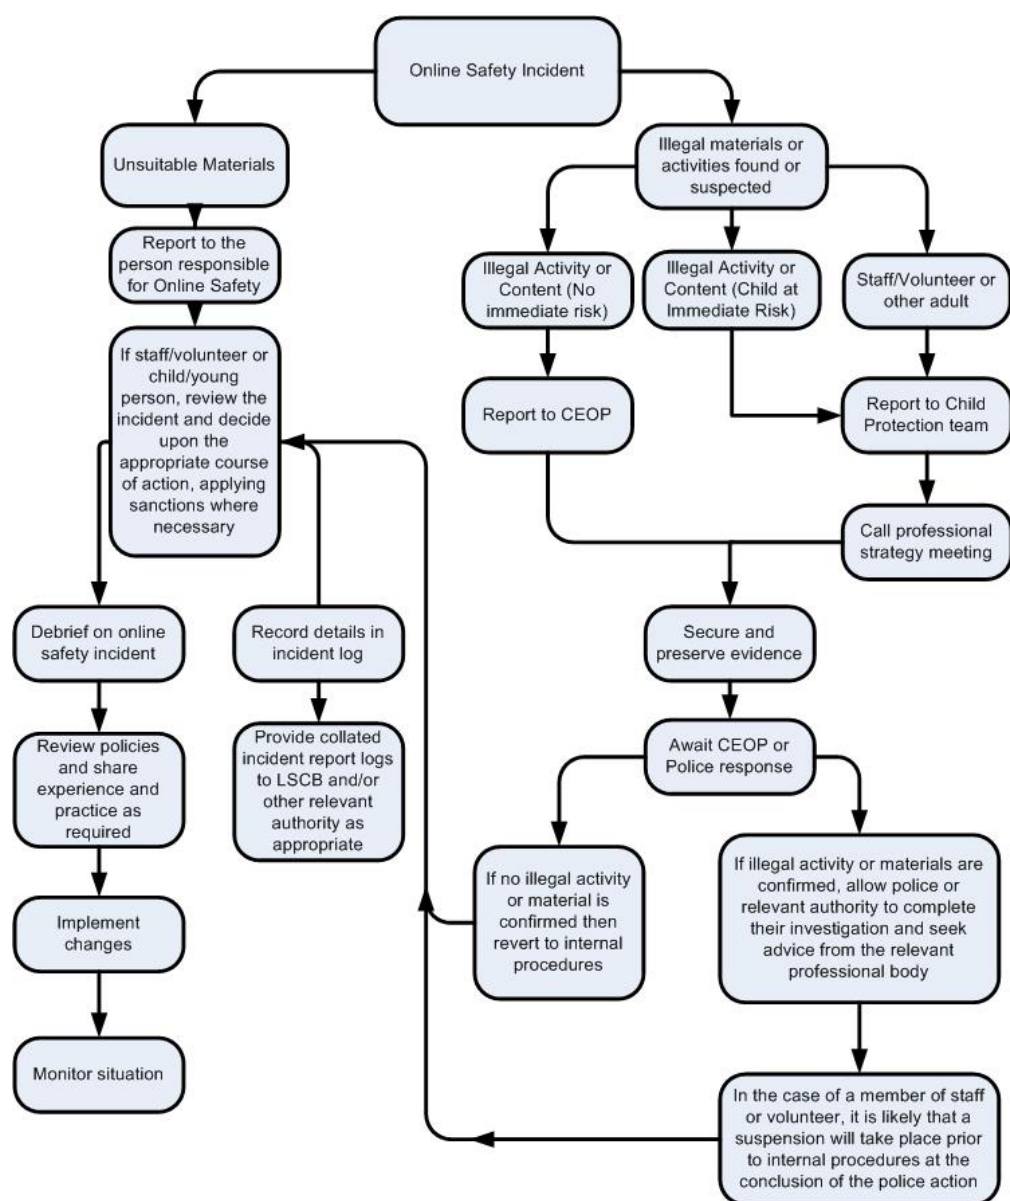 Online Safety Incident
Unsuitable Materials
Illegal materials or
activities found or
suspected
Report to the
person responsible
for Online Safety
Illegal Activity or
Content (No
immediate risk)
Illegal Activity or
Content (Child at
Immediate Risk)
Staff/Volunteer or
other adult
If staff/volunteer or
child/young
person, review the
incident and decide
upon the
appropriate course
of action, applying
sanctions where
necessary
Report to CEOP
Report to Child
Protection team
Call professional
strategy meeting
Debrief on online
safety incident
Record details in
incident log
Secure and
preserve evidence
Review policies
and share
experience and
practice as
required
Provide collated
incident report logs
to LSCB and/or
other relevant
authority as
appropriate
Await CEOP or
Police response
If no illegal activity
or material is
confirmed then
revert to internal
procedures
If illegal activity or materials are
confirmed, allow police or
relevant authority to complete
their investigation and seek
advice from the relevant
professional body
Implement
changes
Monitor situation
In the case of a member of staff
or volunteer, it is likely that a
suspension will take place prior
to internal procedures at the
conclusion of the police action